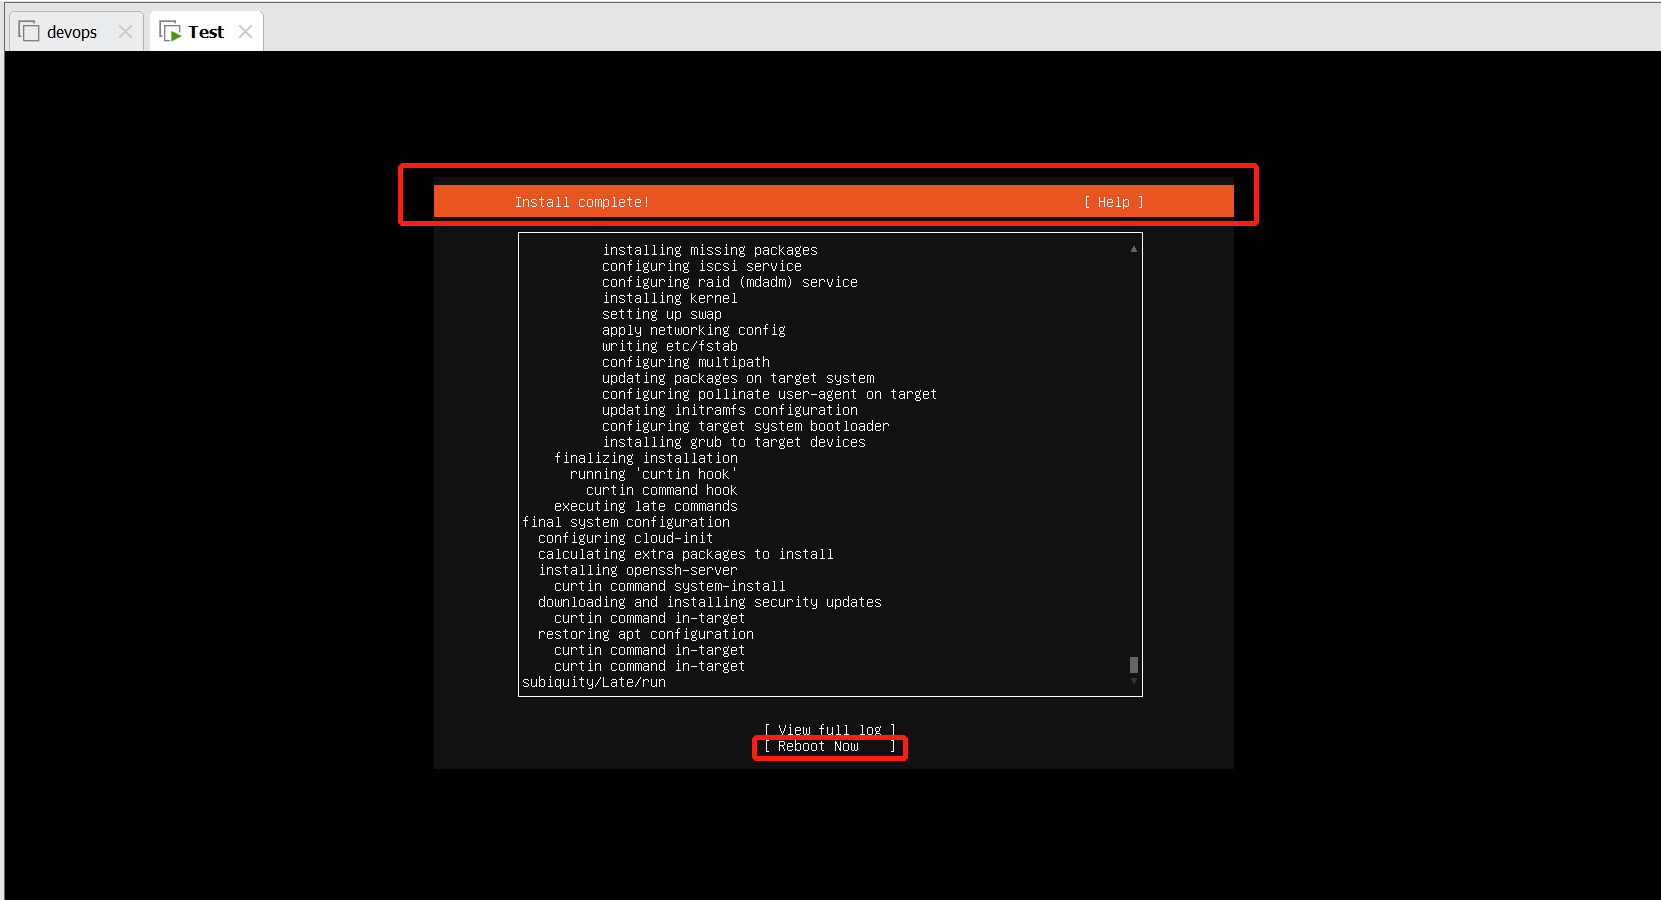 devops Test
Install complete! [ Help ]
installing missing packages
configuring iscsi service
configuring raid (mdadm) service
installing kernel
setting up swap
apply networking config
writing etc/fstab
configuring multipath
updating packages on target system
configuring pollinate user-agent on target
updating initramfs configuration
configuring target system bootloader
installing grub to target devices
finalizing installation
running 'curtin hook'
curtin command hook
executing late commands
final system configuration
configuring cloud-init
calculating extra packages to install
installing openssh-server
curtin command system-install
downloading and installing security updates
curtin command in-target
restoring apt configuration
curtin command in-target
curtin command in-target
subiquity/Late/run
[ View full log ]
[ Reboot Now ]